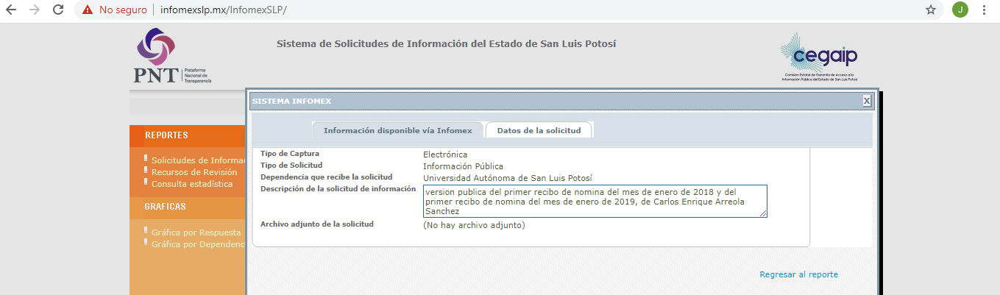 No seguro
infomexslp.mx/InfomexSLP/
J
PNT
Plataforma
Nacional de
Transparencia
Sistema de Solicitudes de Información del Estado de San Luis Potosí
cegaip
Comisión Estatal de Garantía de Acceso a la
Información Pública del Estado de San Luis Potosí
SISTEMA INFOMEX
X
Información disponible vía Infomex
Datos de la solicitud
REPORTES
Solicitudes de Informa
Recursos de Revisión
Consulta estadística
GRAFICAS
Gráfica por Respuesta
Gráfica por Dependenc
Tipo de Captura Electrónica
Tipo de Solicitud Información Pública
Dependencia que recibe la solicitud Universidad Autónoma de San Luis Potosí
Descripción de la solicitud de información version publica del primer recibo de nomina del mes de enero de 2018 y del
primer recibo de nomina del mes de enero de 2019, de Carlos Enrique Arreola
Sanchez
Archivo adjunto de la solicitud (No hay archivo adjunto)
Regresar al reporte